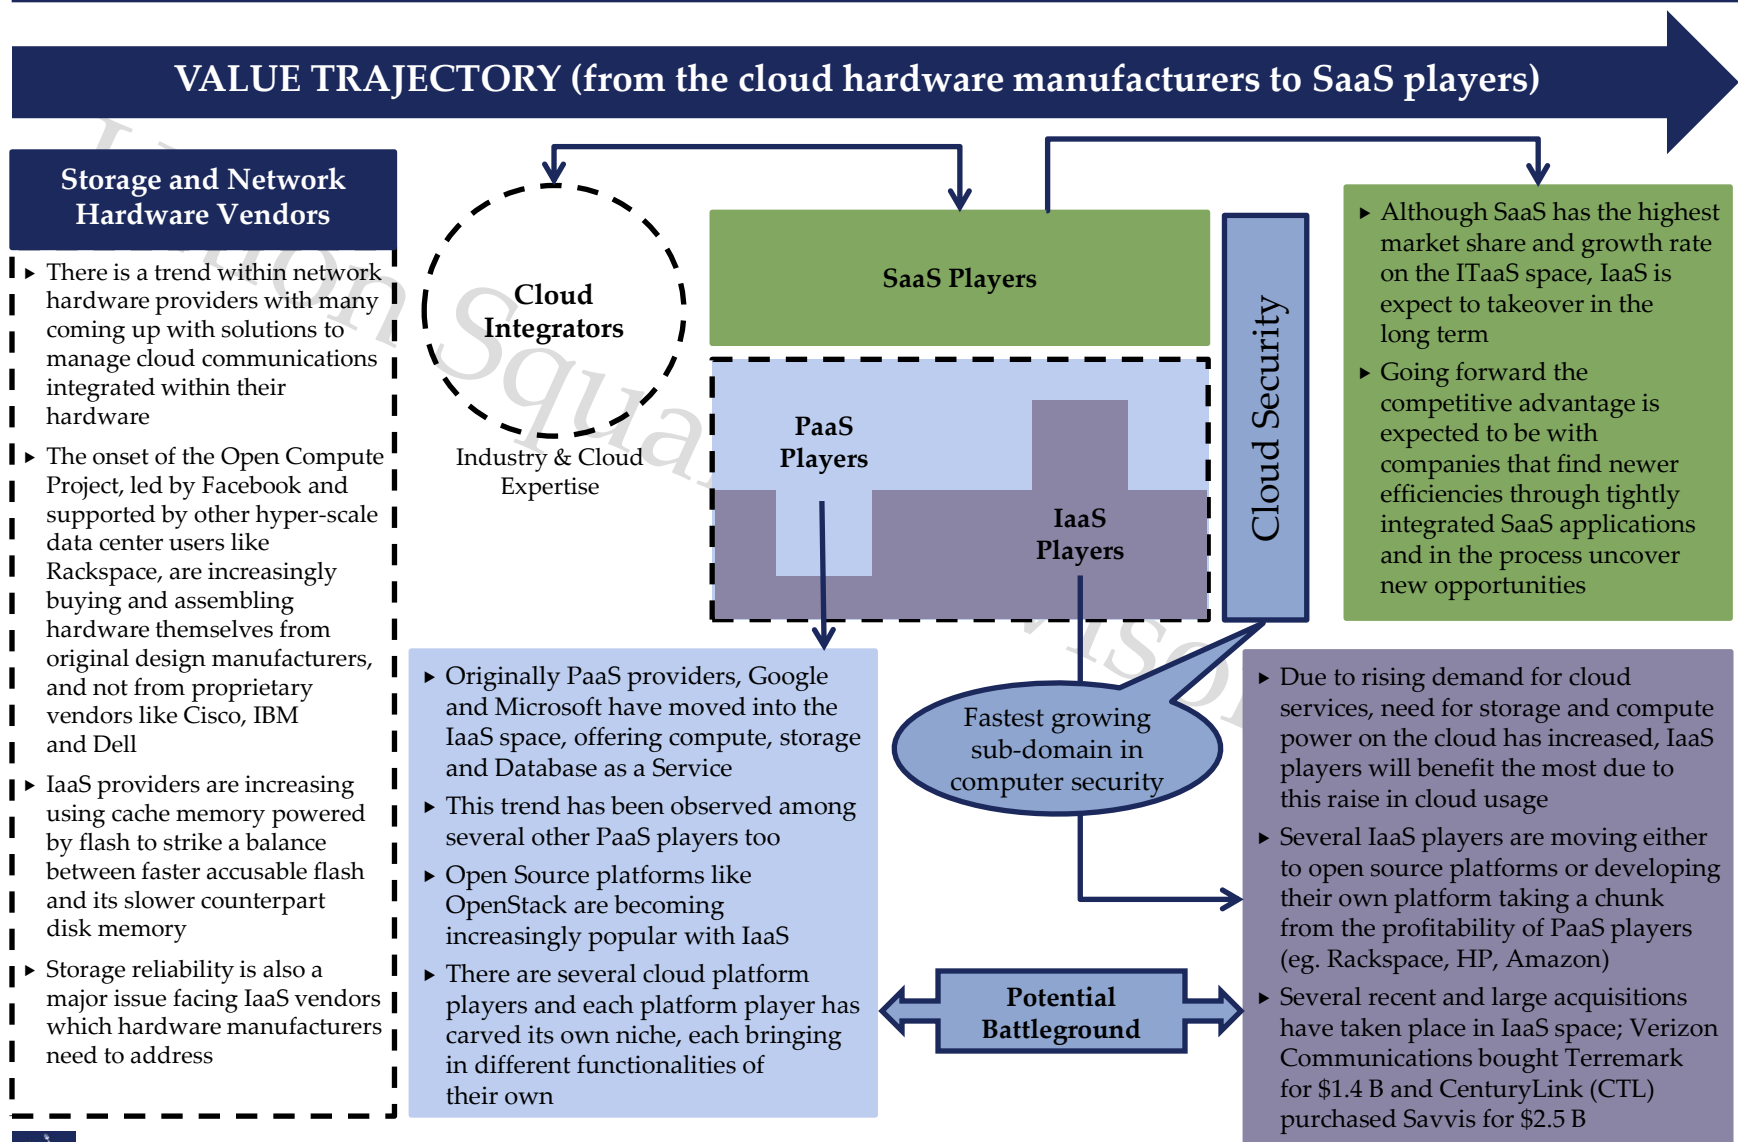 VALUE TRAJECTORY (from the cloud hardware manufacturers to SaaS players)
Storage and Network
Hardware Vendors
There is a trend within network
hardware providers with many
coming up with solutions to
manage cloud communications
integrated within their
hardware
The onset of the Open Compute
Project, led by Facebook and
supported by other hyper-scale
data center users like
Rackspace, are increasingly
buying and assembling
hardware themselves from
original design manufacturers,
and not from proprietary
vendors like Cisco, IBM
and Dell
IaaS providers are increasing
using cache memory powered
by flash to strike a balance
between faster accusable flash
and its slower counterpart
disk memory
Storage reliability is also a
major issue facing IaaS vendors
which hardware manufacturers
need to address
Cloud
Integrators
Industry & Cloud
Expertise
SaaS Players
PaaS
Players
IaaS
Players
Cloud Security
Although SaaS has the highest
market share and growth rate
on the ITaaS space, IaaS is
expect to takeover in the
long term
Going forward the
competitive advantage is
expected to be with
companies that find newer
efficiencies through tightly
integrated SaaS applications
and in the process uncover
new opportunities
Originally PaaS providers, Google
and Microsoft have moved into the
IaaS space, offering compute, storage
and Database as a Service
This trend has been observed among
several other PaaS players too
Open Source platforms like
OpenStack are becoming
increasingly popular with IaaS
There are several cloud platform
players and each platform player has
carved its own niche, each bringing
in different functionalities of
their own
Fastest growing
sub-domain in
computer security
Potential
Battleground
Due to rising demand for cloud
services, need for storage and compute
power on the cloud has increased, IaaS
players will benefit the most due to
this raise in cloud usage
Several IaaS players are moving either
to open source platforms or developing
their own platform taking a chunk
from the profitability of PaaS players
(eg. Rackspace, HP, Amazon)
Several recent and large acquisitions
have taken place in IaaS space; Verizon
Communications bought Terremark
for $1.4 B and CenturyLink (CTL)
purchased Savvis for $2.5 B